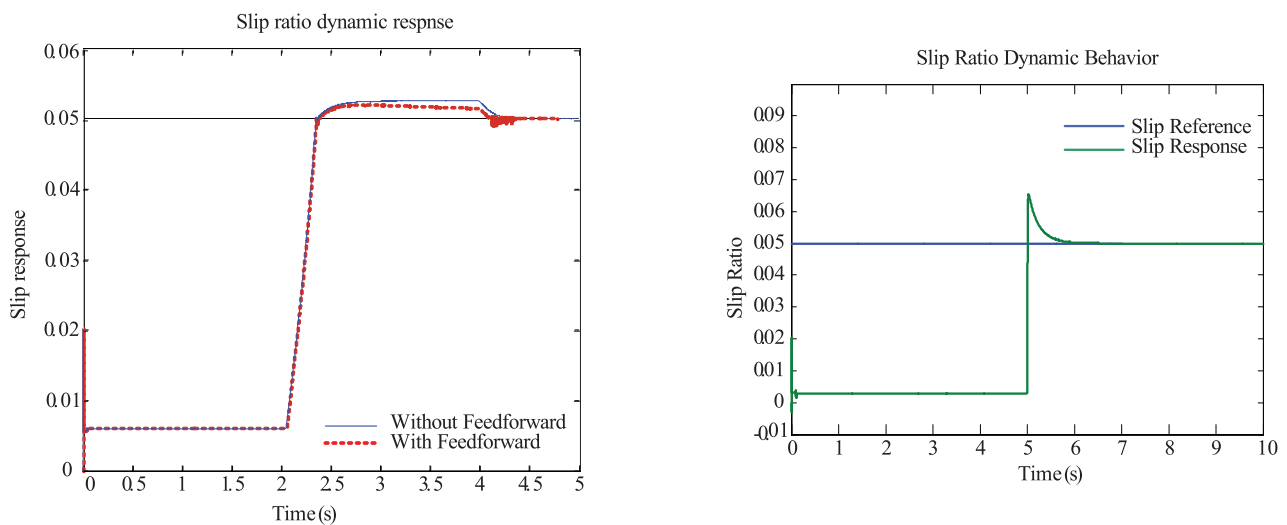 Slip ratio dynamic respnse
0.06
0.05
0.04
0.03
0.02
0.01
0
Slip response
Without Feedforward
With Feedforward
0 0.5 1 1.5 2 2.5 3 3.5 4 4.5 5
Time (s)
Slip Ratio Dynamic Behavior
0.09
0.08
0.07
0.06
0.05
0.04
0.03
0.02
0.01
0
-0.01
Slip Ratio
Slip Reference
Slip Response
0 1 2 3 4 5 6 7 8 9 10
Time (s)